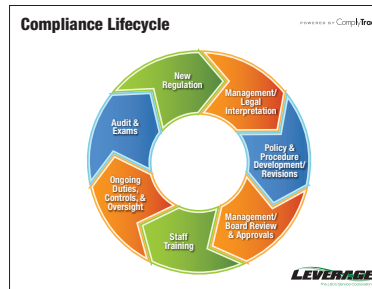 Compliance Lifecycle
POWERED BY ComplyTrac
New
Regulation
Management/
Legal
Interpretation
Policy &
Procedure
Development/
Revisions
Management/
Board Review
& Approvals
Staff
Training
Ongoing
Duties,
Controls, &
Oversight
Audit &
Exams
LEVERAGE